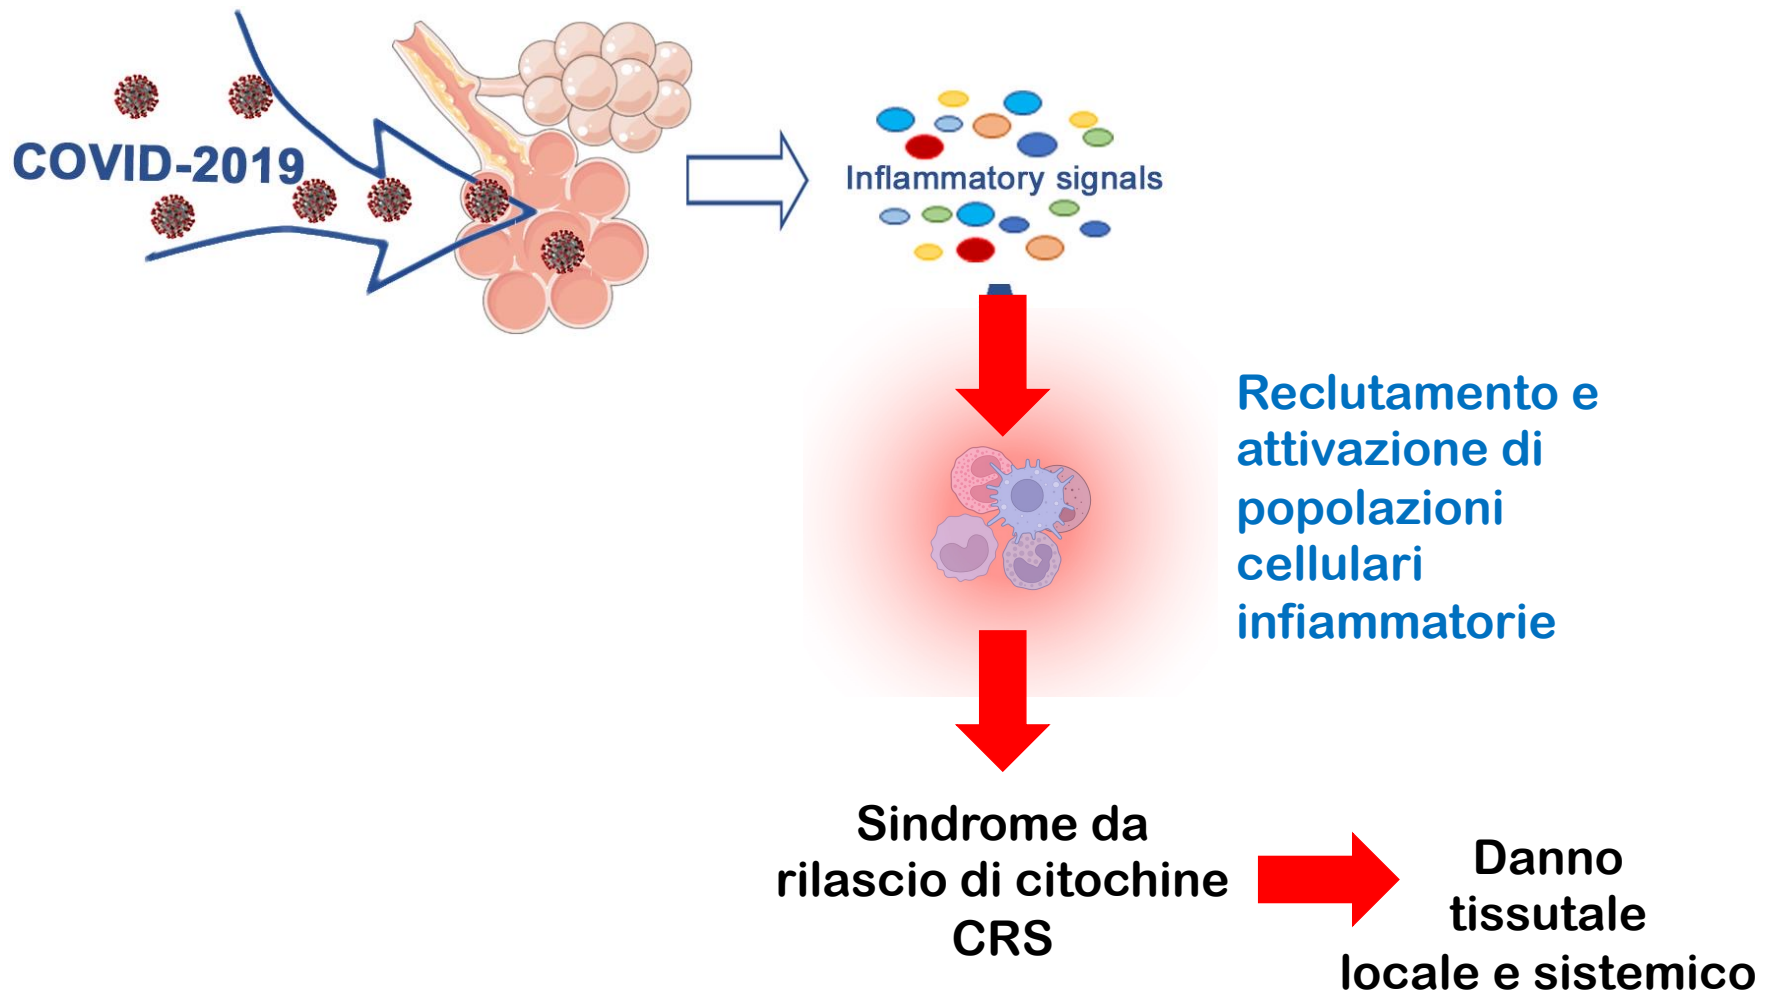 COVID-2019
Inflammatory signals
Reclutamento e
attivazione di
popolazioni
cellulari
infiammatorie
Sindrome da
rilascio di citochine
CRS
Danno
tissutale
locale e sistemico